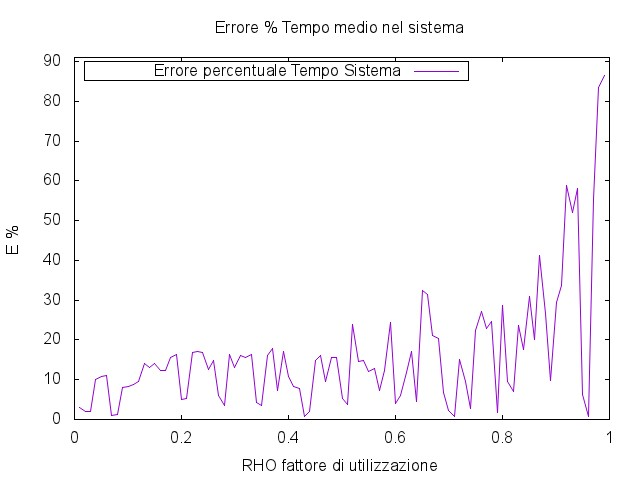 Errore % Tempo medio nel sistema
Errore percentuale Tempo Sistema
90
80
70
60
50
40
30
20
10
0
E %
0 0.2 0.4 0.6 0.8 1
RHO fattore di utilizzazione